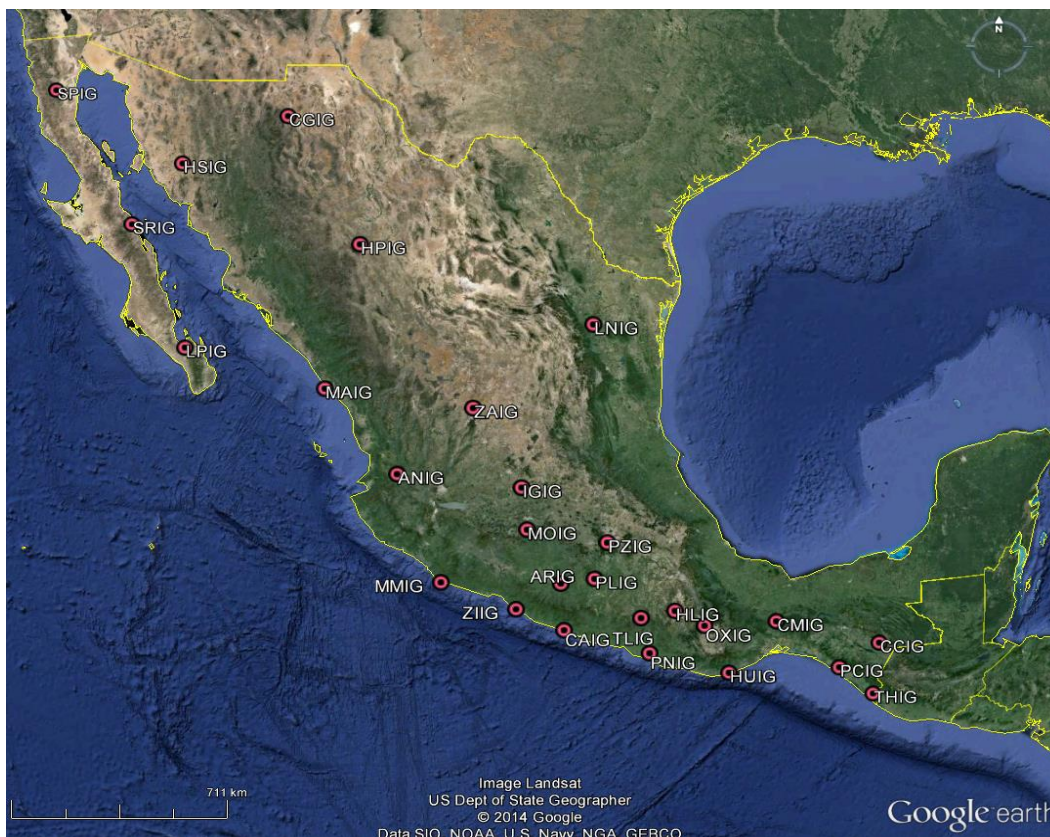 N
SPIG
CGIG
HSIG
SRIG
HPIG
LNIG
LPIG
MAIG
ZAIG
ANIG
IGIG
MOIG
PZIG
ARIG
PLIG
MMIG
ZIIG
HLIG
CAIG
TLIG
OXIG
CMIG
CCIG
PNIG
HUIG
PCIG
THIG
711 km
Image Landsat
US Dept of State Geographer
© 2014 Google
Data SIO, NOAA, U.S. Navy, NGA, GEBCO
Google earth